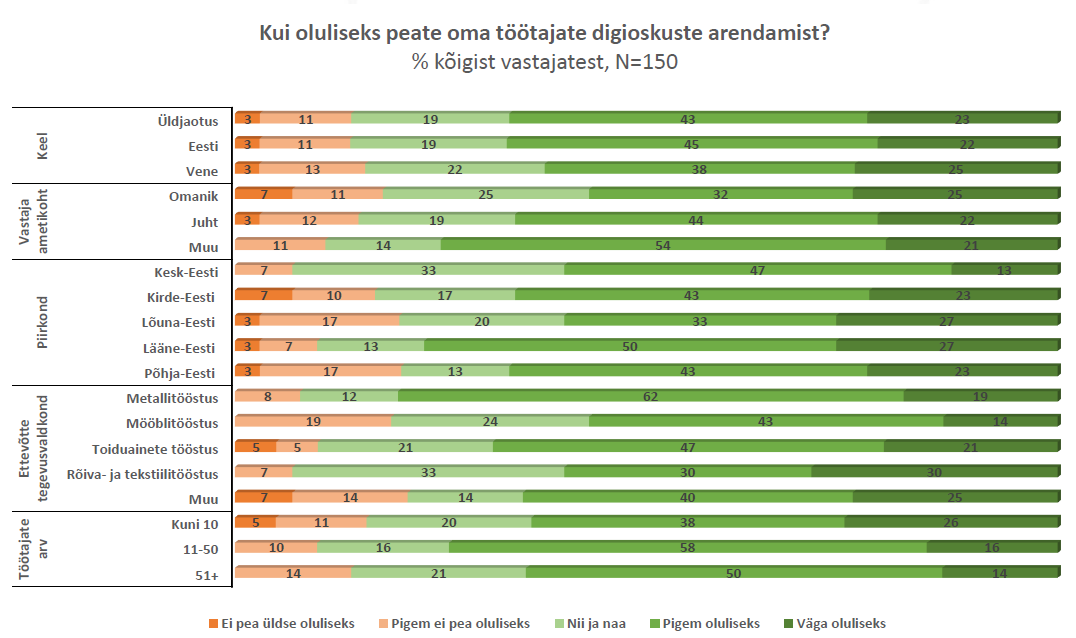 Kui oluliseks peate oma töötajate digioskuste arendamist?
% kõigist vastajatest, N=150
Keel
Üldjaotus 3 11 19 43 23
Eesti 3 11 19 45 22
Vene 3 13 22 38 25
Vastaja ametikoht
Omanik 7 11 25 32 25
Juht 3 12 19 44 22
Muu 11 14 54 21
Piirkond
Kesk-Eesti 7 33 47 13
Kirde-Eesti 7 10 17 43 23
Lõuna-Eesti 3 17 20 33 27
Lääne-Eesti 3 7 13 50 27
Põhja-Eesti 3 17 13 43 23
Ettevõtte tegevusvaldkond
Metallitööstus 8 12 62 19
Mööblitööstus 19 24 43 14
Toiduainete tööstus 5 5 21 47 21
Rõiva- ja tekstiilitööstus 7 33 30 30
Muu 7 14 14 40 25
Töötajate arv
Kuni 10 5 11 20 38 26
11-50 10 16 58 16
51+ 14 21 50 14
Ei pea üldse oluliseks Pigem ei pea oluliseks Nii ja naa Pigem oluliseks Väga oluliseks